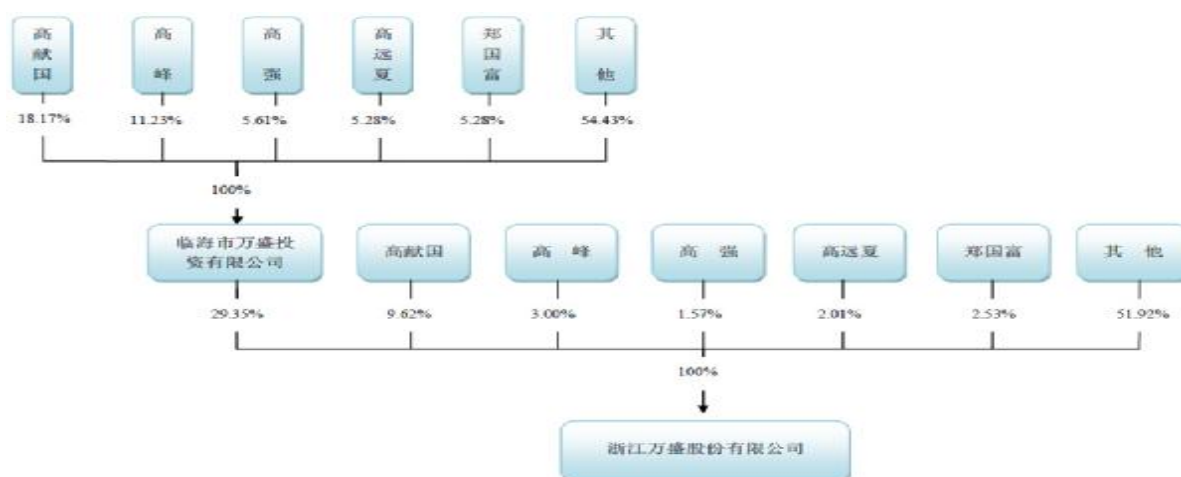 高献国
高峰
高强
高远夏
郑国富
其他
18.17%
11.23%
5.61%
5.28%
5.28%
54.43%
100%
临海市万盛投
资有限公司
高献国
高 峰
高 强
高远夏
郑国富
其 他
29.35%
9.62%
3.00%
1.57%
2.01%
2.53%
51.92%
100%
浙江万盛股份有限公司